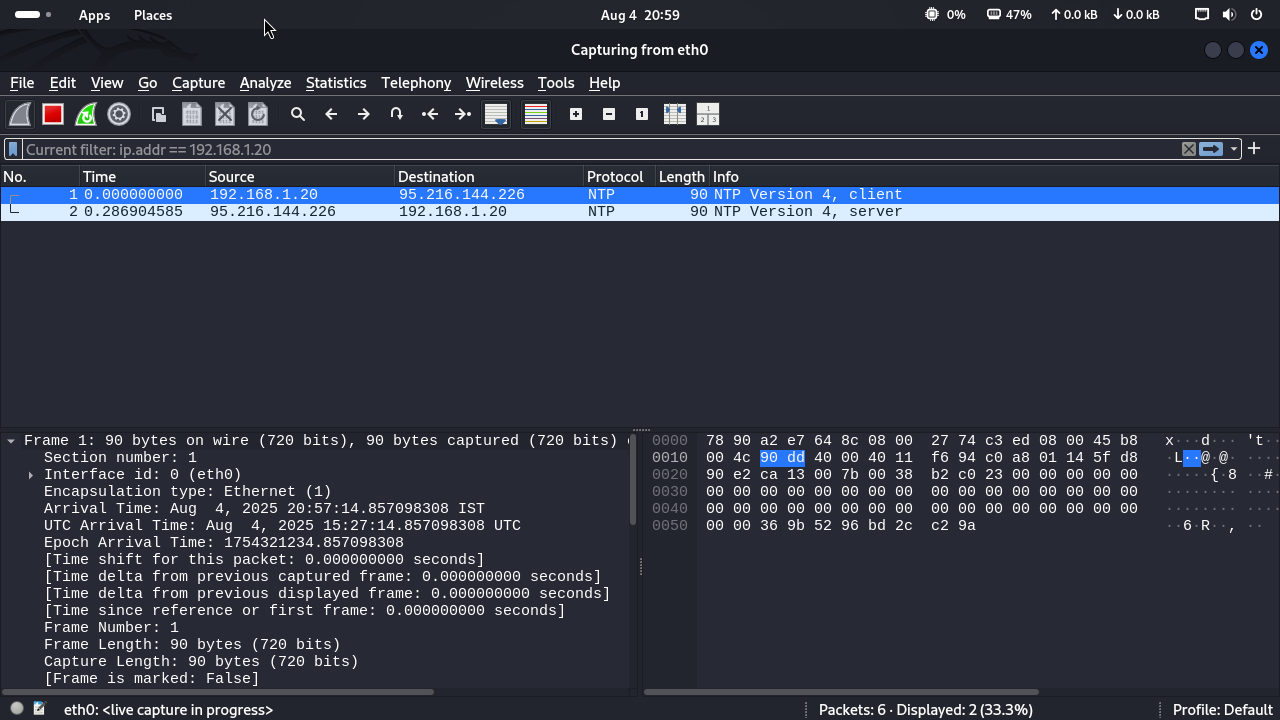 Apps Places Aug 4 20:59 0% 47% 0.0 kB 0.0 kB
Capturing from eth0
File Edit View Go Capture Analyze Statistics Telephony Wireless Tools Help
Current filter: ip.addr == 192.168.1.20
No. Time Source Destination Protocol Length Info
1 0.000000000 192.168.1.20 95.216.144.226 NTP 90 NTP Version 4, client
2 0.286904585 95.216.144.226 192.168.1.20 NTP 90 NTP Version 4, server
Frame 1: 90 bytes on wire (720 bits), 90 bytes captured (720 bits)
Section number: 1
Interface id: 0 (eth0)
Encapsulation type: Ethernet (1)
Arrival Time: Aug  4, 2025 20:57:14.857098308 IST
UTC Arrival Time: Aug  4, 2025 15:27:14.857098308 UTC
Epoch Arrival Time: 1754321234.857098308
[Time shift for this packet: 0.000000000 seconds]
[Time delta from previous captured frame: 0.000000000 seconds]
[Time delta from previous displayed frame: 0.000000000 seconds]
[Time since reference or first frame: 0.000000000 seconds]
Frame Number: 1
Frame Length: 90 bytes (720 bits)
Capture Length: 90 bytes (720 bits)
[Frame is marked: False]
0000 78 90 a2 e7 64 8c 08 00 27 74 c3 ed 08 00 45 b8 x···d··· 't
0010 00 4c 90 dd 40 00 40 11 f6 94 c0 a8 01 14 5f d8 ·L··@·@· ····
0020 90 e2 ca 13 00 7b 00 38 b2 c0 23 00 00 00 00 00 ·····{·8 ··#·
0030 00 00 00 00 00 00 00 00 00 00 00 00 00 00 00 00 ········ ····
0040 00 00 00 00 00 00 00 00 00 00 00 00 00 00 00 00 ········ ····
0050 00 00 36 9b 52 96 bd 2c c2 9a ··6·R··, ··
eth0: <live capture in progress> Packets: 6 · Displayed: 2 (33.3%) Profile: Default